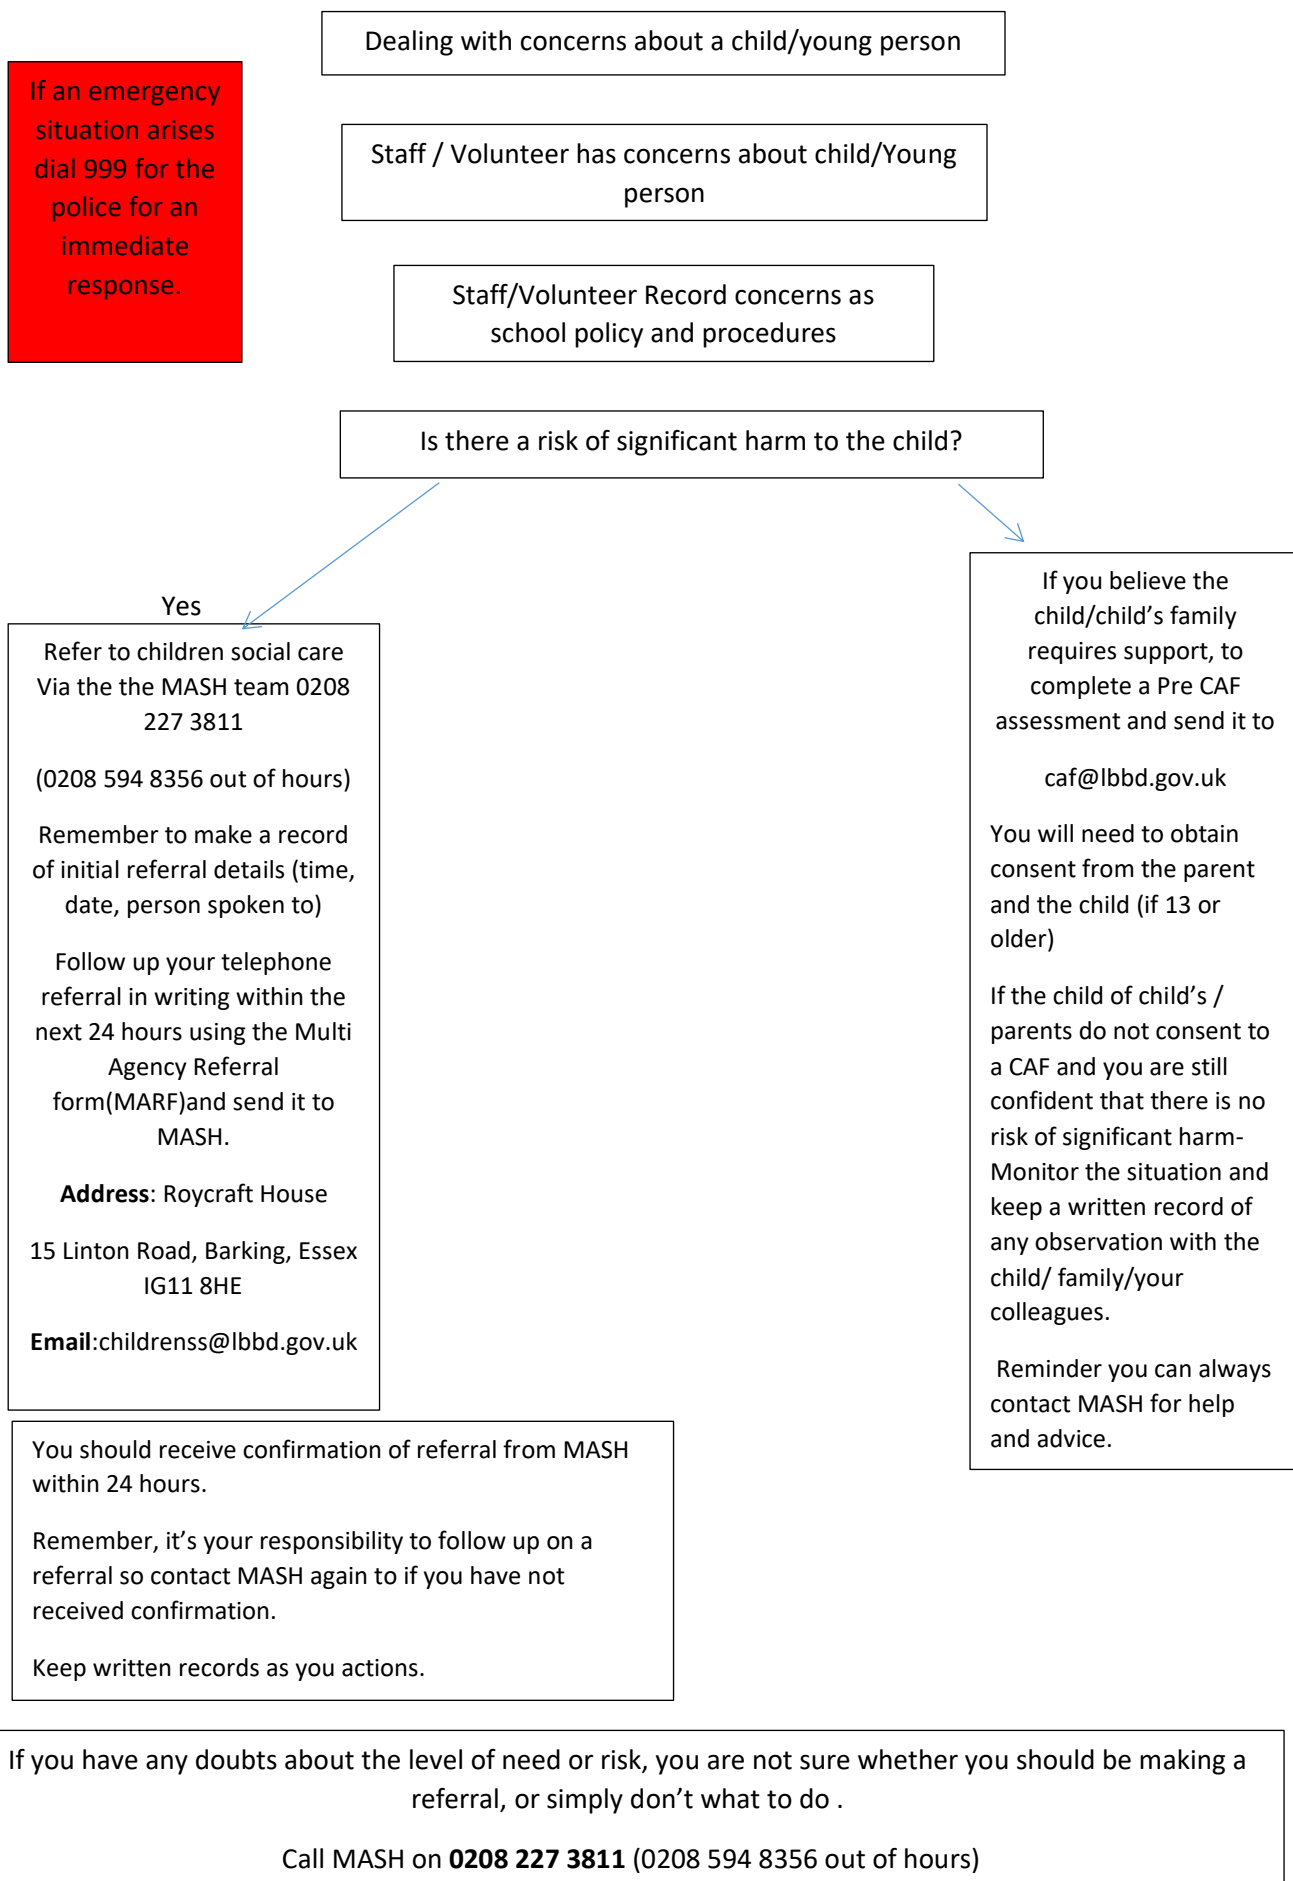 Dealing with concerns about a child/young person
If an emergency
situation arises
dial 999 for the
police for an
immediate
response.
Staff / Volunteer has concerns about child/Young
person
Staff/Volunteer Record concerns as
school policy and procedures
Is there a risk of significant harm to the child?
Yes
Refer to children social care
Via the the MASH team 0208
227 3811
(0208 594 8356 out of hours)
Remember to make a record
of initial referral details (time,
date, person spoken to)
Follow up your telephone
referral in writing within the
next 24 hours using the Multi
Agency Referral
form(MARF)and send it to
MASH.
Address: Roycraft House
15 Linton Road, Barking, Essex
IG11 8HE
Email:childrenss@lbbd.gov.uk
If you believe the
child/child’s family
requires support, to
complete a Pre CAF
assessment and send it to
caf@lbbd.gov.uk
You will need to obtain
consent from the parent
and the child (if 13 or
older)
If the child of child’s /
parents do not consent to
a CAF and you are still
confident that there is no
risk of significant harm-
Monitor the situation and
keep a written record of
any observation with the
child/ family/your
colleagues.
Reminder you can always
contact MASH for help
and advice.
You should receive confirmation of referral from MASH
within 24 hours.
Remember, it’s your responsibility to follow up on a
referral so contact MASH again to if you have not
received confirmation.
Keep written records as you actions.
If you have any doubts about the level of need or risk, you are not sure whether you should be making a
referral, or simply don’t what to do .
Call MASH on 0208 227 3811 (0208 594 8356 out of hours)